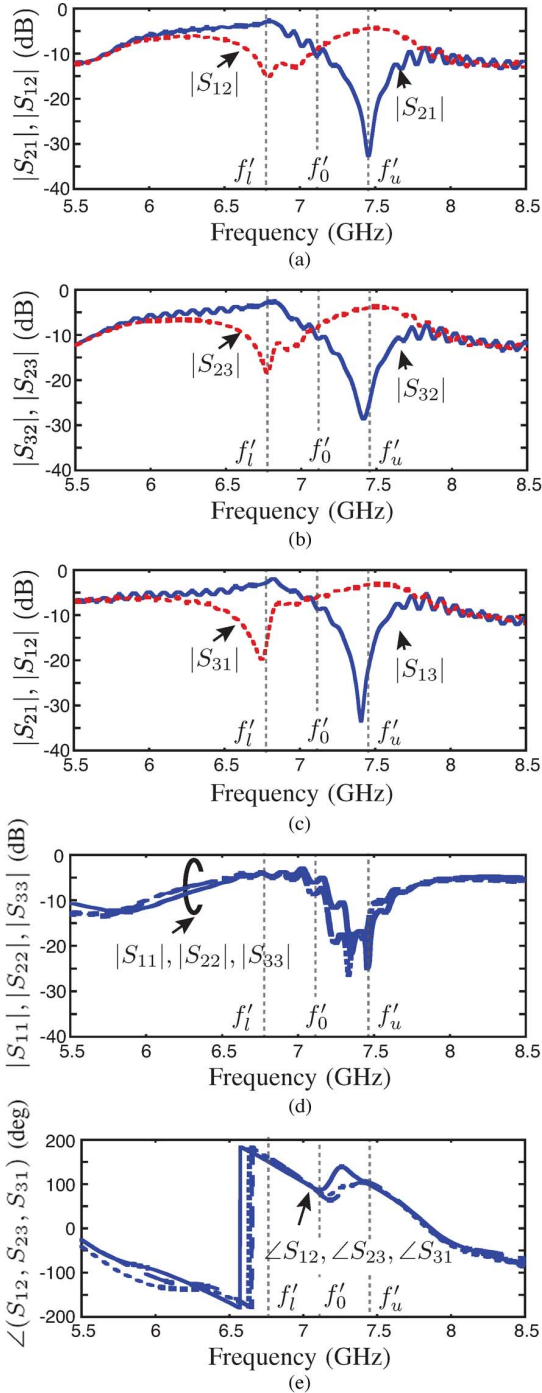 |S21|, |S12| (dB)
0
-10
-20
-30
-40
|S12|
|S21|
f′l
f′0
f′u
5.5 6 6.5 7 7.5 8 8.5
Frequency (GHz)
(a)
|S32|, |S23| (dB)
0
-10
-20
-30
-40
|S23|
|S32|
f′l
f′0
f′u
5.5 6 6.5 7 7.5 8 8.5
Frequency (GHz)
(b)
|S21|, |S12| (dB)
0
-10
-20
-30
-40
|S31|
|S13|
f′l
f′0
f′u
5.5 6 6.5 7 7.5 8 8.5
Frequency (GHz)
(c)
|S11|, |S22|, |S33| (dB)
0
-10
-20
-30
-40
|S11|, |S22|, |S33|
f′l
f′0
f′u
5.5 6 6.5 7 7.5 8 8.5
Frequency (GHz)
(d)
∠(S12, S23, S31) (deg)
200
100
0
-100
-200
∠S12, ∠S23, ∠S31
f′l
f′0
f′u
5.5 6 6.5 7 7.5 8 8.5
Frequency (GHz)
(e)